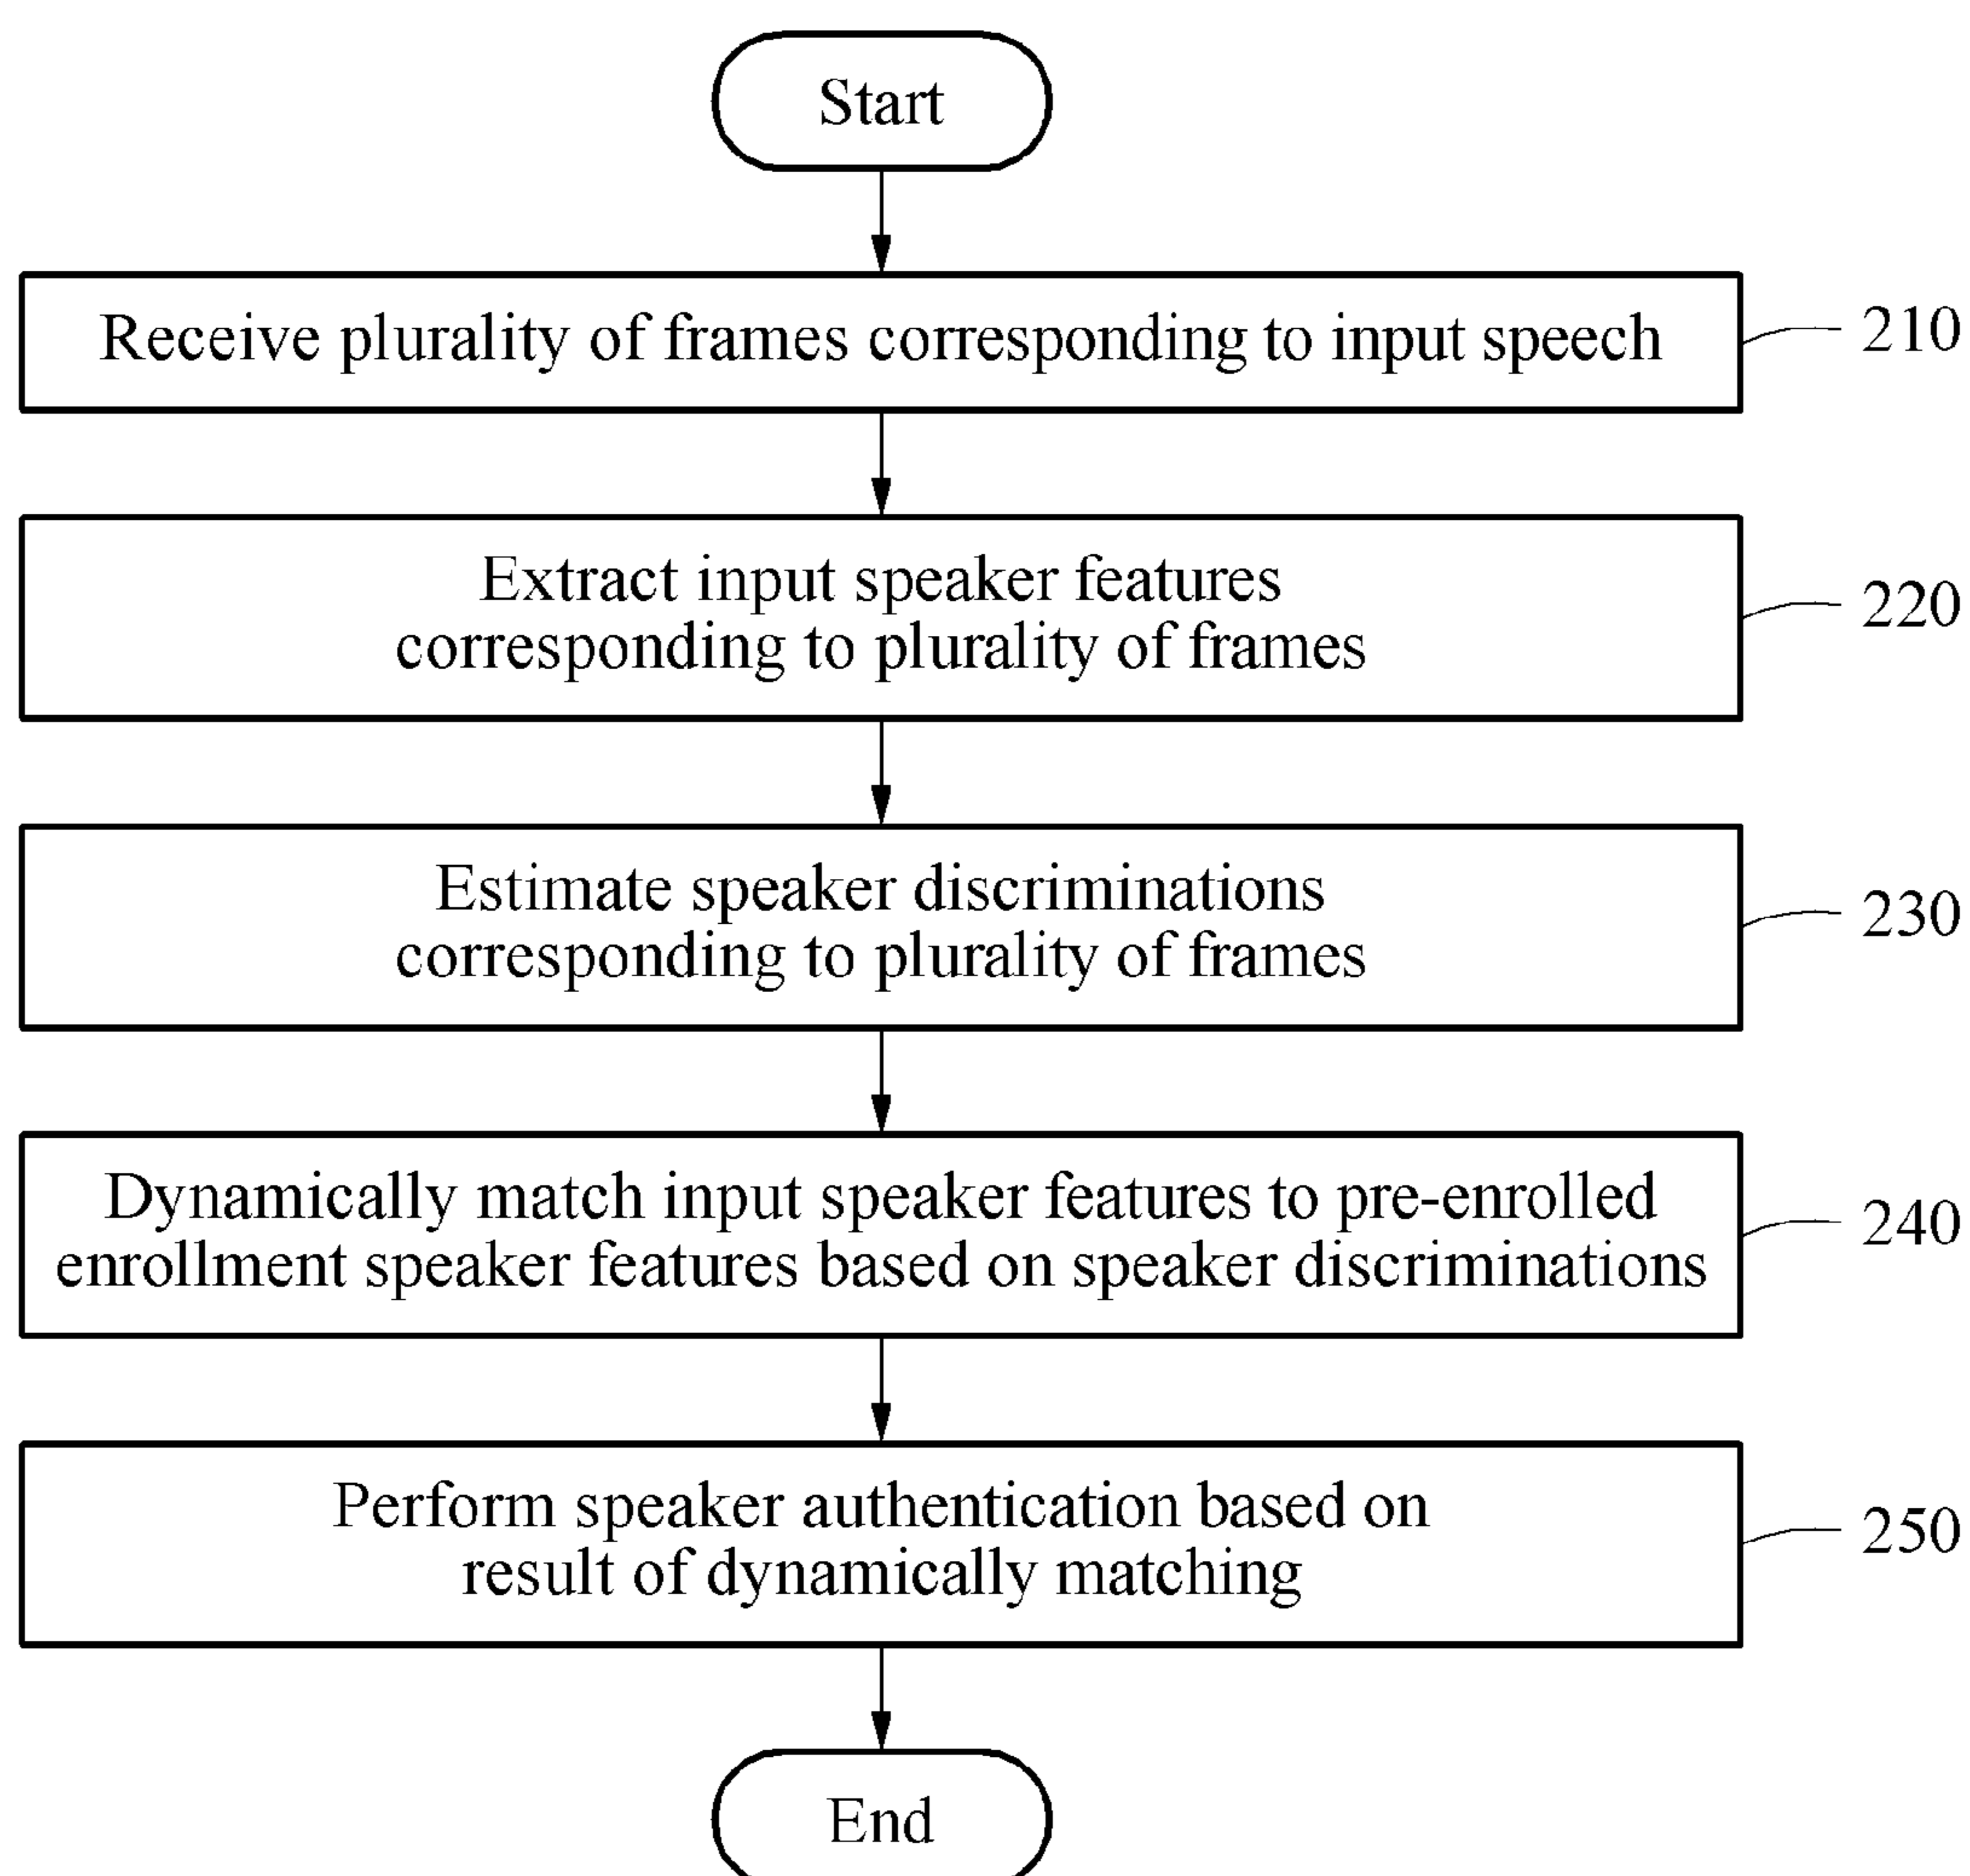 Start
Receive plurality of frames corresponding to input speech
210
Extract input speaker features
corresponding to plurality of frames
220
Estimate speaker discriminations
corresponding to plurality of frames
230
Dynamically match input speaker features to pre-enrolled
enrollment speaker features based on speaker discriminations
240
Perform speaker authentication based on
result of dynamically matching
250
End